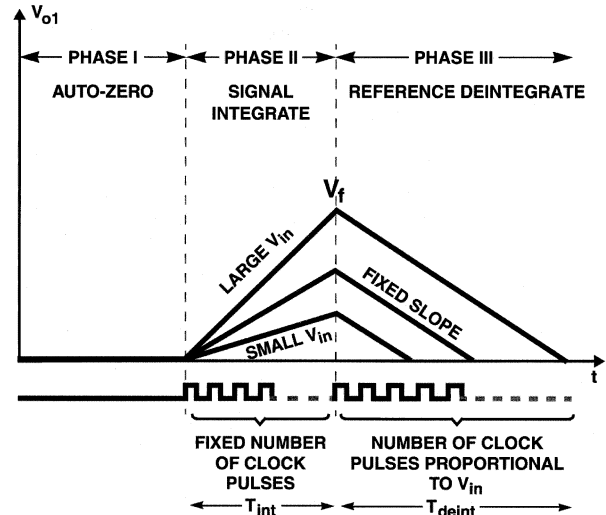 Vo1
PHASE I
PHASE II
PHASE III
AUTO-ZERO
SIGNAL
INTEGRATE
REFERENCE DEINTEGRATE
Vf
LARGE Vin
FIXED SLOPE
SMALL Vin
t
FIXED NUMBER
OF CLOCK
PULSES
NUMBER OF CLOCK
PULSES PROPORTIONAL
TO Vin
Tint
Tdeint